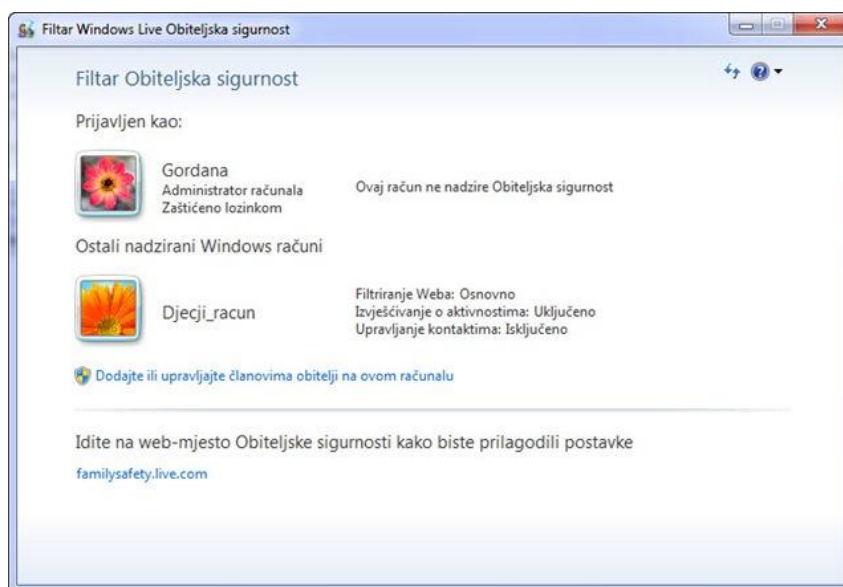 Filtar Windows Live Obiteljska sigurnost
Filtar Obiteljska sigurnost
Prijavljen kao:
Gordana
Administrator računala
Zaštićeno lozinkom
Ovaj račun ne nadzire Obiteljska sigurnost
Ostali nadzirani Windows računi
Djecji_racun
Filtriranje Weba: Osnovno
Izvješćivanje o aktivnostima: Uključeno
Upravljanje kontaktima: Isključeno
Dodajte ili upravljajte članovima obitelji na ovom računalu
Idite na web-mjesto Obiteljske sigurnosti kako biste prilagodili postavke
familysafety.live.com